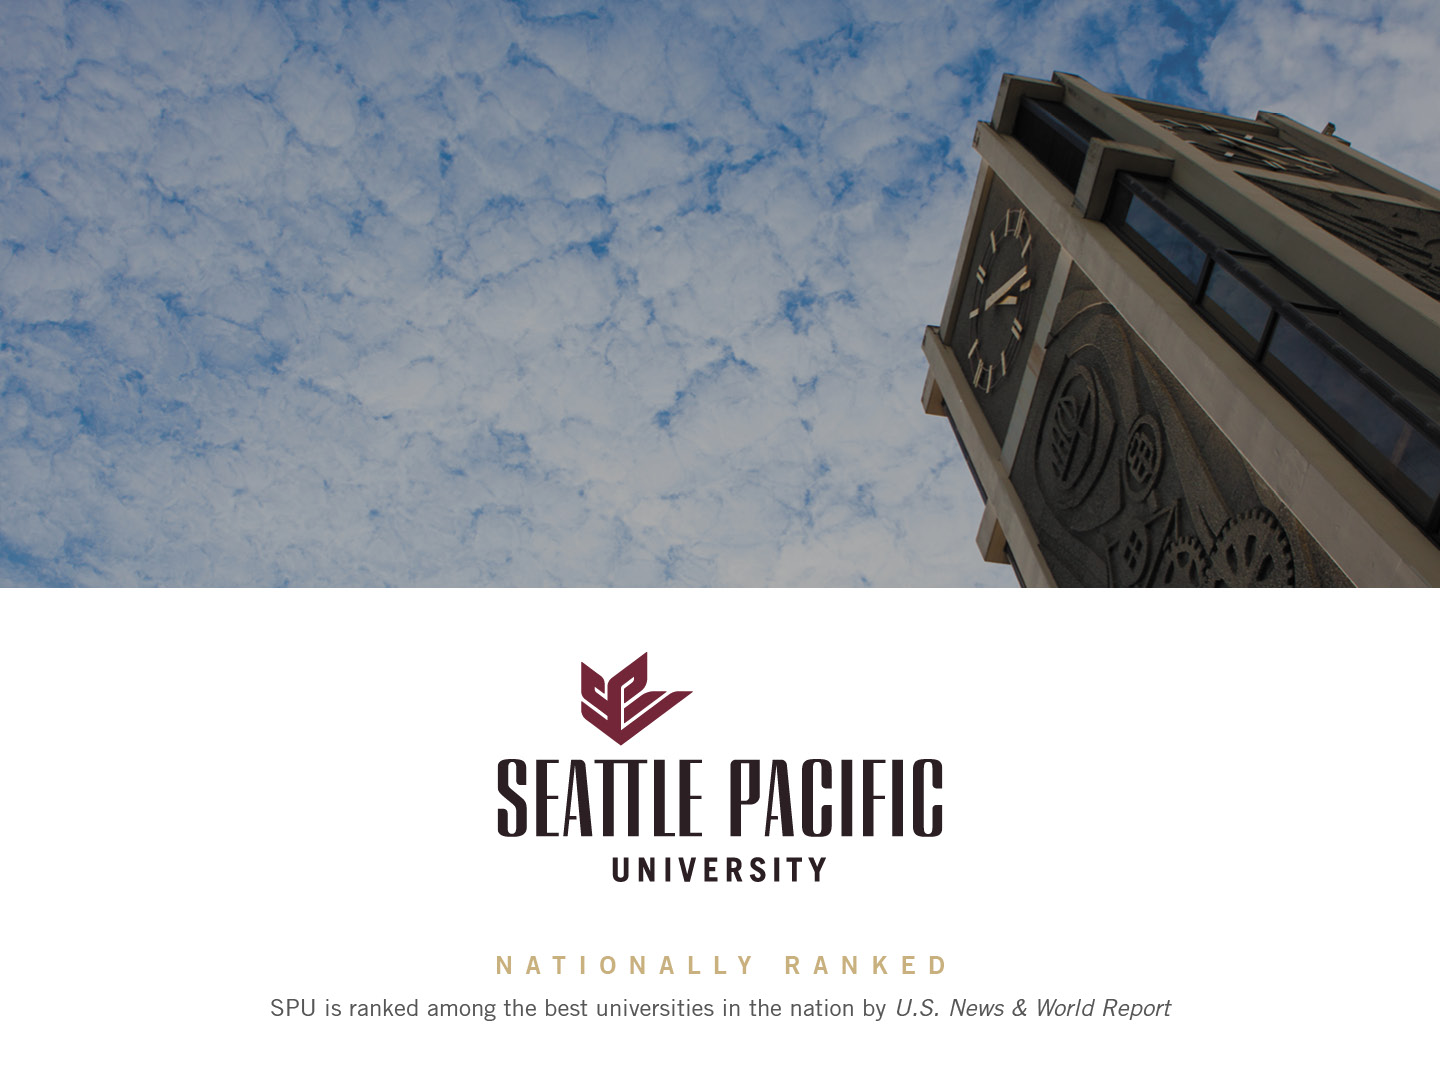 SEATTLE PACIFIC
UNIVERSITY
NATIONALLY RANKED
SPU is ranked among the best universities in the nation by U.S. News & World Report